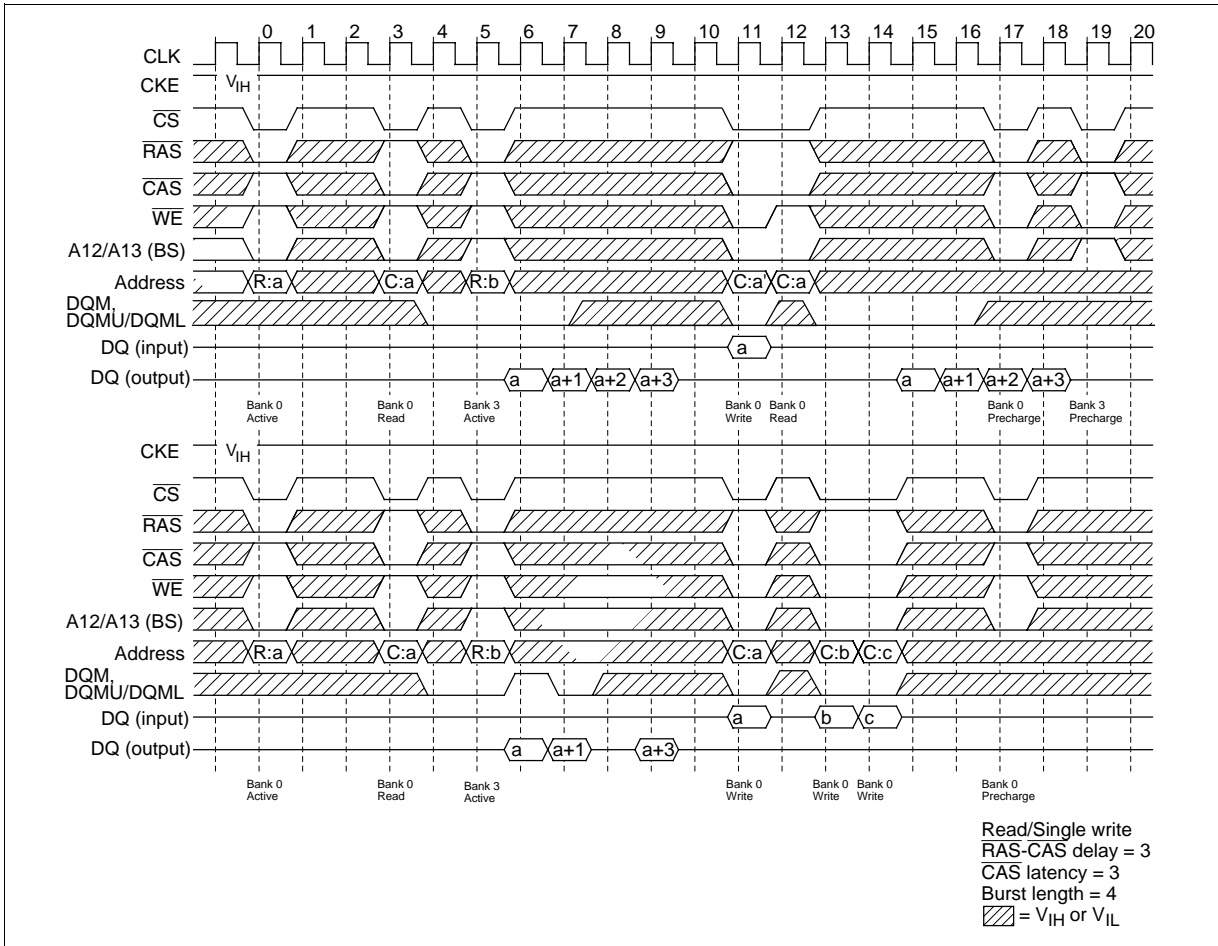 0 1 2 3 4 5 6 7 8 9 10 11 12 13 14 15 16 17 18 19 20
CLK
CKE VIH
CS
RAS
CAS
WE
A12/A13 (BS)
Address R:a C:a R:b C:a' C:a
DQM,
DQMU/DQML
DQ (input) a
DQ (output) a a+1 a+2 a+3 a a+1 a+2 a+3
Bank 0 Bank 0 Bank 3 Bank 0 Bank 0 Bank 0 Bank 3
Active Read Active Write Read Precharge Precharge
CKE VIH
CS
RAS
CAS
WE
A12/A13 (BS)
Address R:a C:a R:b C:a C:b C:c
DQM,
DQMU/DQML
DQ (input) a b c
DQ (output) a a+1 a+3
Bank 0 Bank 0 Bank 3 Bank 0 Bank 0 Bank 0 Bank 0
Active Read Active Write Write Write Precharge
Read/Single write
RAS-CAS delay = 3
CAS latency = 3
Burst length = 4
= VIH or VIL